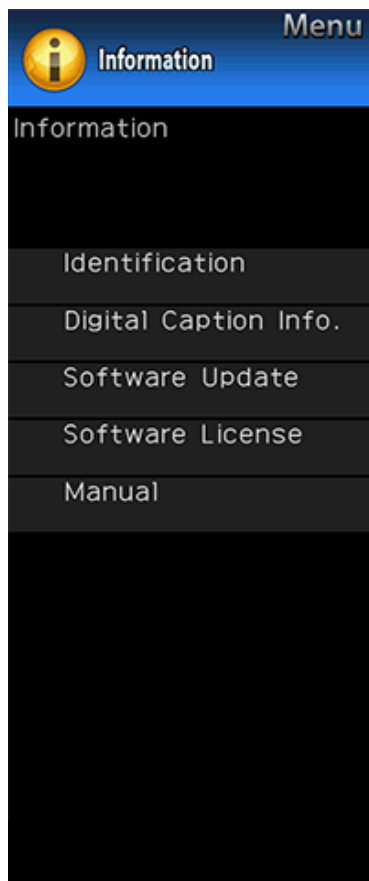 Menu
Information
Information
Identification
Digital Caption Info.
Software Update
Software License
Manual